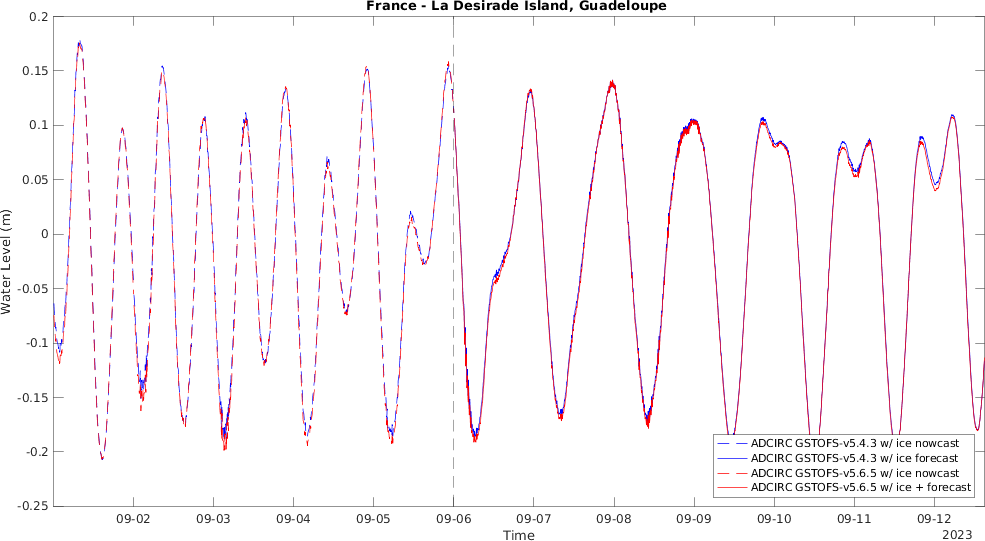 France - La Desirade Island, Guadeloupe
0.2
0.15
0.1
0.05
0
-0.05
-0.1
-0.15
-0.2
-0.25
Water Level (m)
ADCIRC GSTOFS-v5.4.3 w/ ice nowcast
ADCIRC GSTOFS-v5.4.3 w/ ice forecast
ADCIRC GSTOFS-v5.6.5 w/ ice nowcast
ADCIRC GSTOFS-v5.6.5 w/ ice + forecast
09-02 09-03 09-04 09-05 09-06 09-07 09-08 09-09 09-10 09-11 09-12
Time
2023